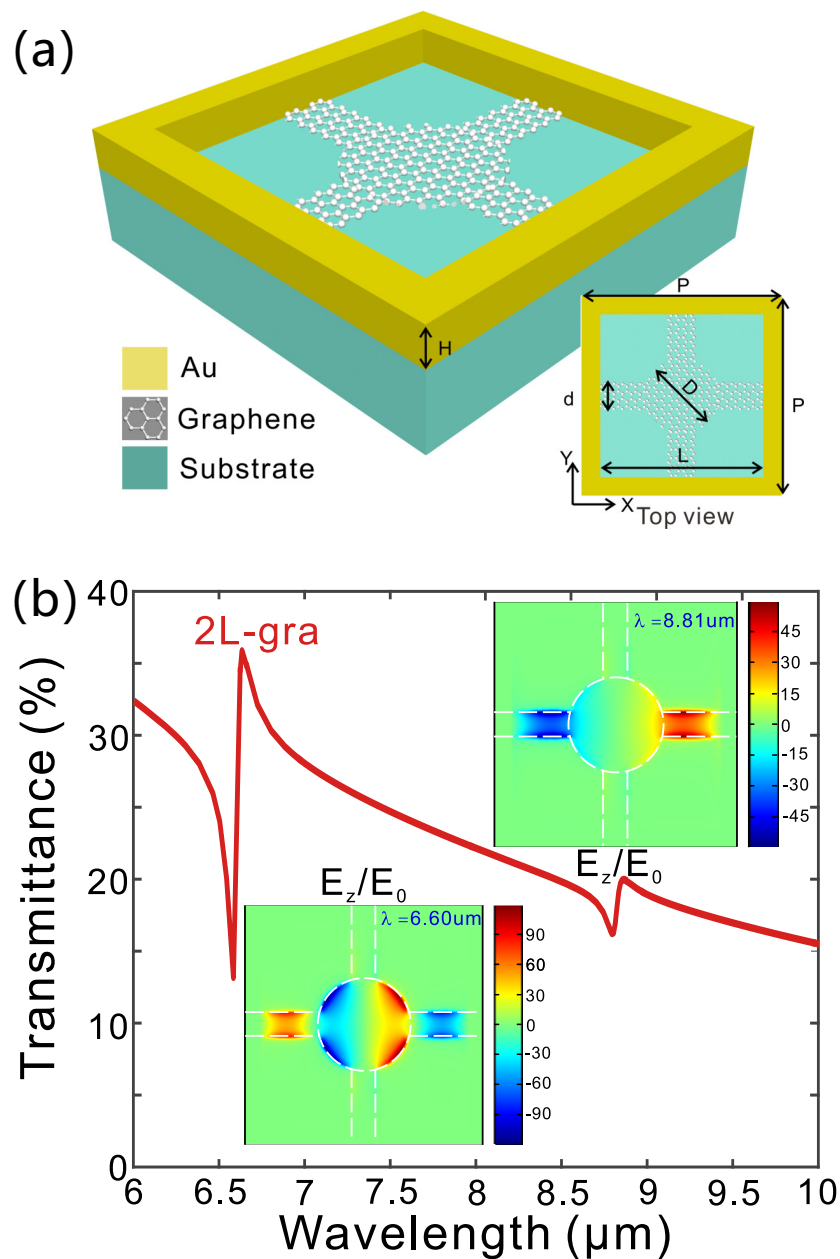 (a)
H
Au
Graphene
Substrate
P
d
D
P
L
Y
X
Top view
(b)
40
30
20
10
0
Transmittance (%)
2L-gra
λ =8.81um
45
30
15
0
-15
-30
-45
E_z/E_0
E_z/E_0
λ =6.60um
90
60
30
0
-30
-60
-90
6 6.5 7 7.5 8 8.5 9 9.5 10
Wavelength (μm)